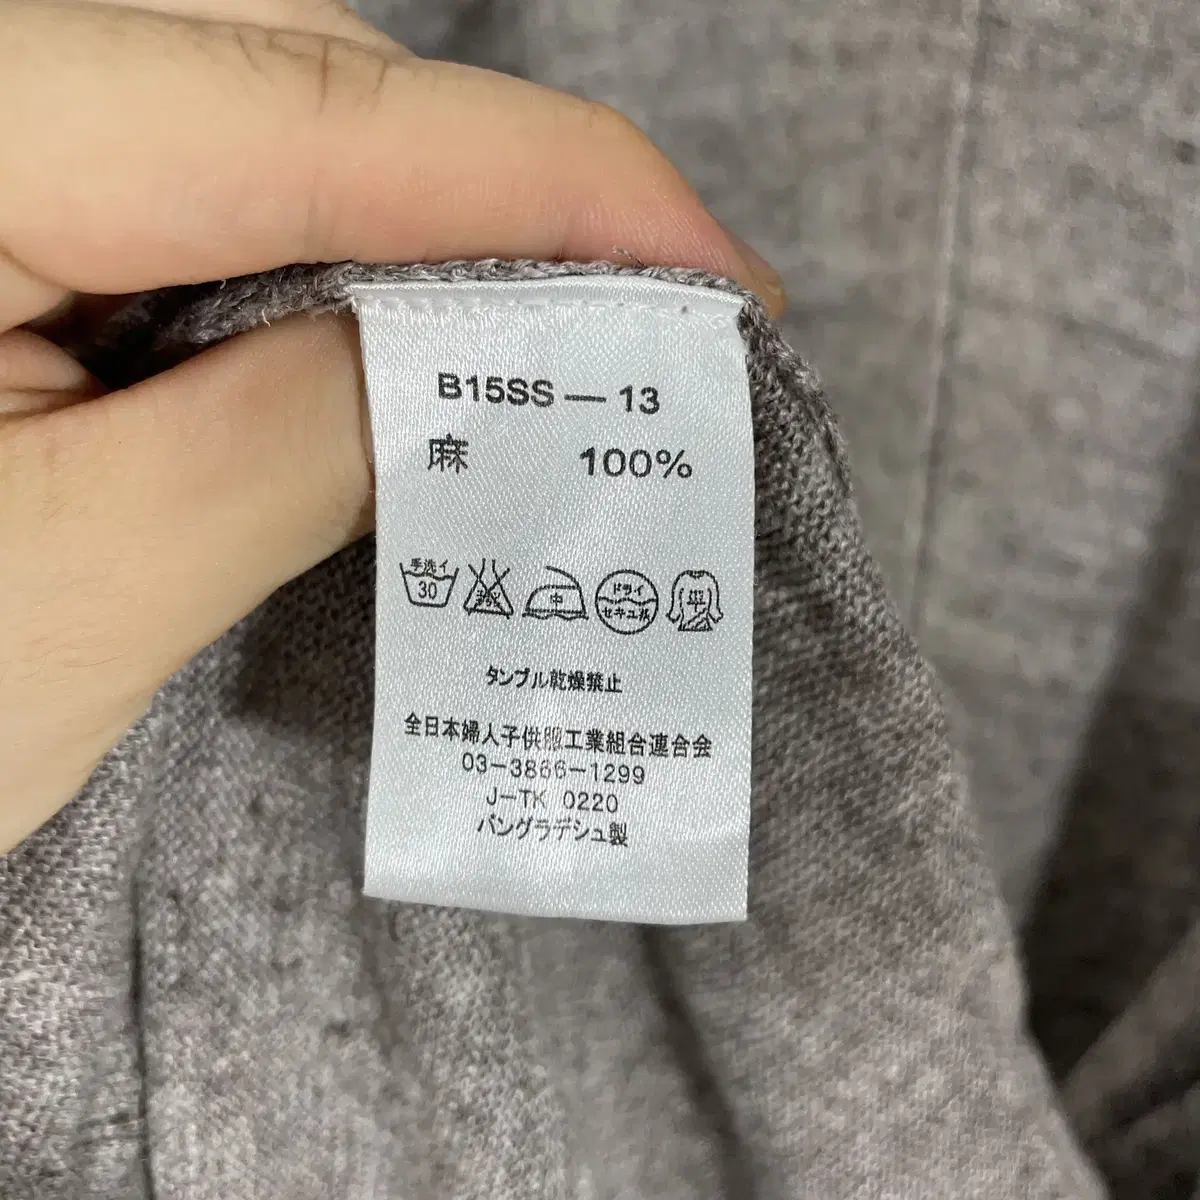 B15SS — 13
麻 100%
手洗イ
30
中
ドライ
セキユ系
平
タンブル乾燥禁止
全日本婦人子供服工業組合連合会
03-3866-1299
J-TK 0220
バングラデシュ製